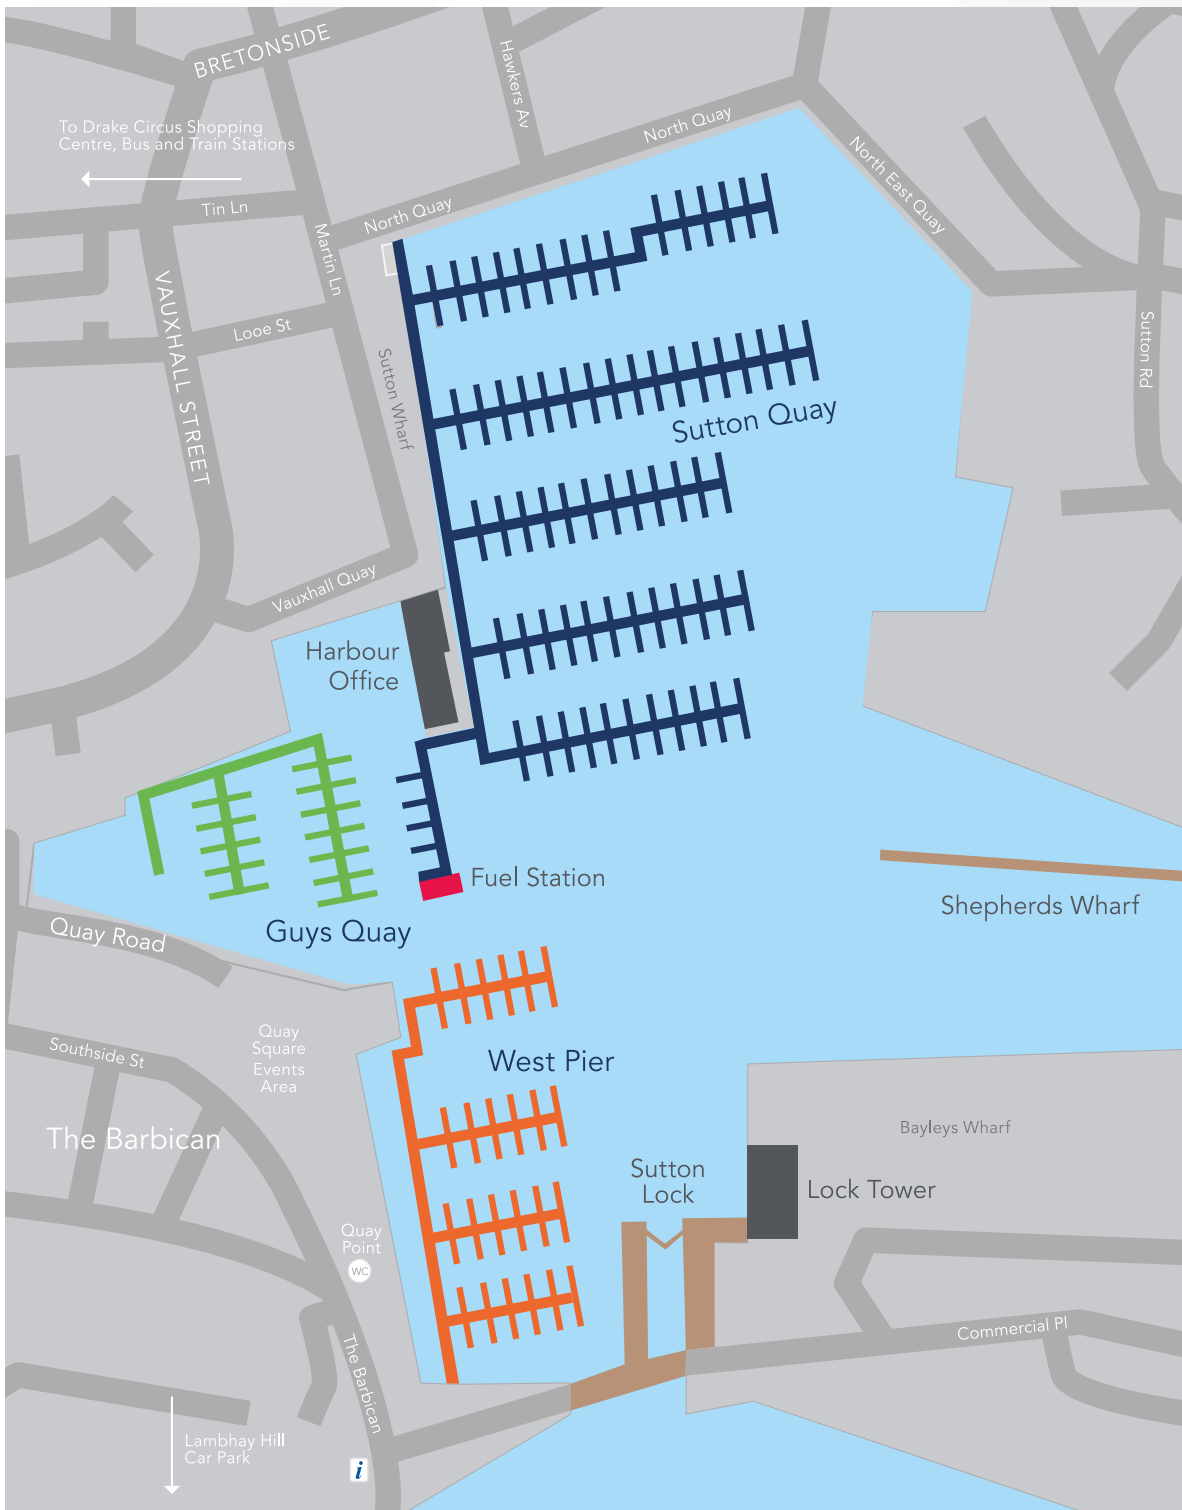 BRETONSIDE
Hawkers Av
To Drake Circus Shopping
Centre, Bus and Train Stations
North Quay
North East Quay
Tin Ln
North Quay
Martin Ln
VAUXHALL STREET
Looe St
Sutton Wharf
Sutton Rd
Sutton Quay
Vauxhall Quay
Harbour
Office
Fuel Station
Shepherds Wharf
Guys Quay
Quay Road
Southside St
Quay
Square
Events
Area
West Pier
The Barbican
Bayleys Wharf
Sutton
Lock
Lock Tower
Quay
Point
WC
Commercial Pl
The Barbican
Lambhay Hill
Car Park
i